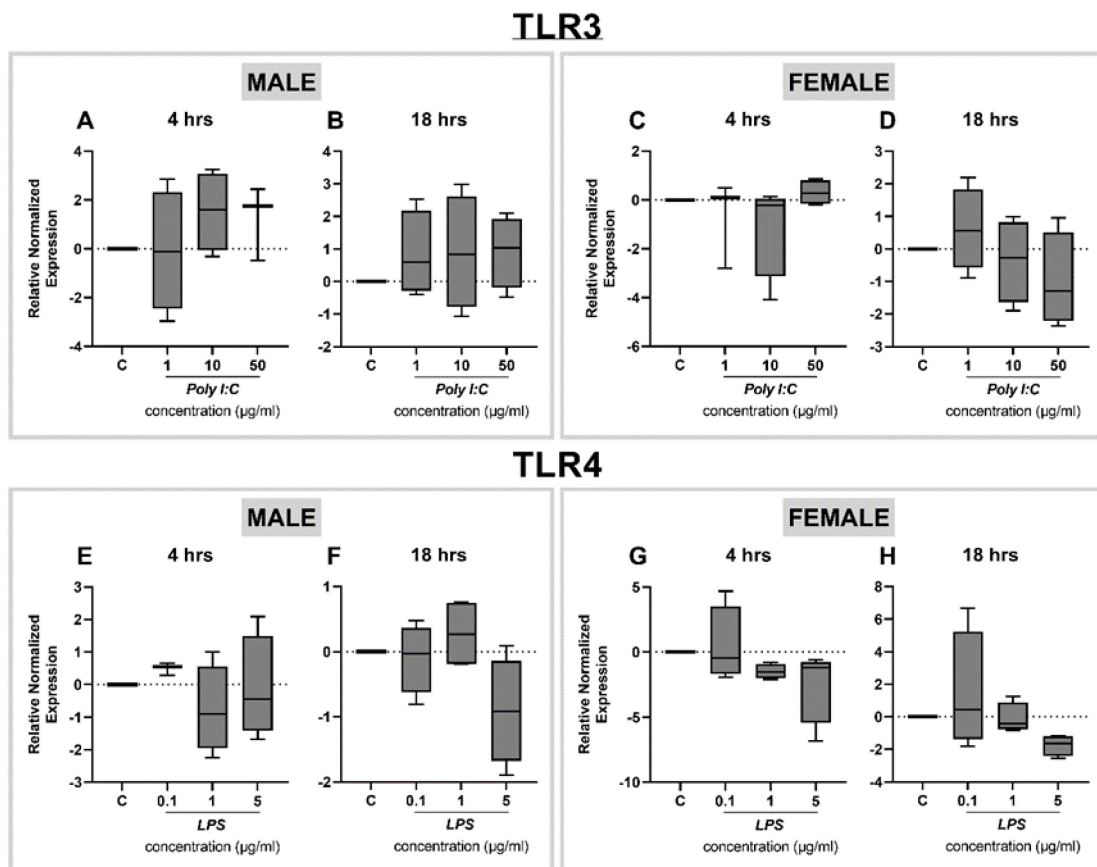 TLR3
MALE
FEMALE
A 4 hrs
B 18 hrs
C 4 hrs
D 18 hrs
Relative Normalized
Expression
4
2
0
-2
-4
C 1 10 50
Poly I:C
concentration (µg/ml)
4
3
2
1
0
-1
-2
C 1 10 50
Poly I:C
concentration (µg/ml)
Relative Normalized
Expression
2
0
-2
-4
-6
C 1 10 50
Poly I:C
concentration (µg/ml)
3
2
1
0
-1
-2
-3
C 1 10 50
Poly I:C
concentration (µg/ml)
TLR4
MALE
FEMALE
E 4 hrs
F 18 hrs
G 4 hrs
H 18 hrs
Relative Normalized
Expression
3
2
1
0
-1
-2
-3
C 0.1 1 5
LPS
concentration (µg/ml)
1
0
-1
-2
C 0.1 1 5
LPS
concentration (µg/ml)
Relative Normalized
Expression
5
0
-5
-10
C 0.1 1 5
LPS
concentration (µg/ml)
8
6
4
2
0
-2
-4
C 0.1 1 5
LPS
concentration (µg/ml)